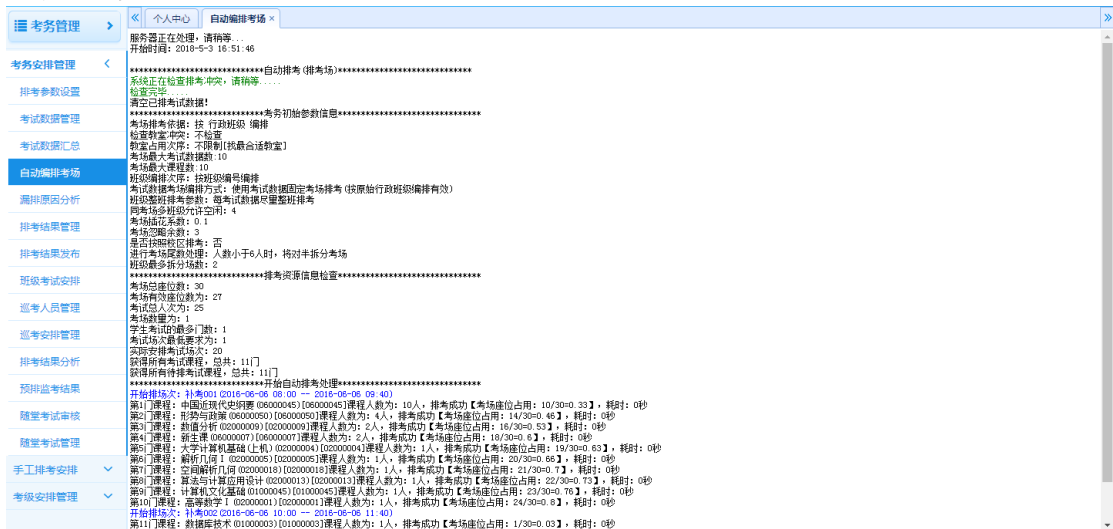 考务管理
个人中心
自动编排考场
考务安排管理
排考参数设置
考试数据管理
考试数据汇总
自动编排考场
漏排原因分析
排考结果管理
排考结果发布
班级考试安排
巡考人员管理
巡考安排管理
排考结果分析
预排监考结果
随堂考试审核
随堂考试管理
手工排考安排
考级安排管理
服务器正在处理，请稍等...
开始时间：2018-5-3 16:51:46
*****************************自动排考(排考场)*****************************
系统正在检查排考冲突，请稍等.....
检查完毕.....
清空已排考试数据！
*****************************考务初始参数信息*******************************
考场排考依据：按 行政班级 编排
检查教室冲突：不检查
教室占用次序：不限制[找最合适教室]
考场最大考试数据数:10
考场最大课程数:10
班级编排次序：按班级编号编排
考试数据考场编排方式：使用考试数据固定考场排考(按原始行政班级编排有效)
班级整班排考参数：每考试数据尽量整班排考
同考场多班级允许空闲：4
考场插花系数：0.1
考场忽略余数：3
是否按照校区排考：否
进行考场尾数处理：人数小于6人时，将对半拆分考场
班级最多拆分场数：2
*****************************排考资源信息检查*******************************
考场总座位数：30
考场有效座位数为：27
考试总人次为：25
考场数量为：1
学生考试的最多门数：1
考试场次最低要求为：1
实际安排考试场次：20
获得所有考试课程，总共：11门
获得所有待排考试课程，总共：11门
*****************************开始自动排考处理*******************************
开始排场次：补考001(2016-06-06 08:00 -- 2016-06-06 09:40)
第1门课程：中国近现代史纲要(06000045)[06000045]课程人数为：10人，排考成功【考场座位占用：10/30=0.33】，耗时：0秒
第2门课程：形势与政策(06000050)[06000050]课程人数为：4人，排考成功【考场座位占用：14/30=0.46】，耗时：0秒
第3门课程：数值分析(02000009)[02000009]课程人数为：2人，排考成功【考场座位占用：16/30=0.53】，耗时：0秒
第4门课程：新生课(06000007)[06000007]课程人数为：2人，排考成功【考场座位占用：18/30=0.6】，耗时：0秒
第5门课程：大学计算机基础(上机)(02000004)[02000004]课程人数为：1人，排考成功【考场座位占用：19/30=0.63】，耗时：0秒
第6门课程：解析几何Ⅰ(02000005)[02000005]课程人数为：1人，排考成功【考场座位占用：20/30=0.66】，耗时：0秒
第7门课程：空间解析几何(02000018)[02000018]课程人数为：1人，排考成功【考场座位占用：21/30=0.7】，耗时：0秒
第8门课程：算法与计算应用设计(02000013)[02000013]课程人数为：1人，排考成功【考场座位占用：22/30=0.73】，耗时：0秒
第9门课程：计算机文化基础(01000045)[01000045]课程人数为：1人，排考成功【考场座位占用：23/30=0.76】，耗时：0秒
第10门课程：高等数学Ⅰ(02000001)[02000001]课程人数为：1人，排考成功【考场座位占用：24/30=0.8】，耗时：0秒
开始排场次：补考002(2016-06-06 10:00 -- 2016-06-06 11:40)
第11门课程：数据库技术(01000003)[01000003]课程人数为：1人，排考成功【考场座位占用：1/30=0.03】，耗时：0秒